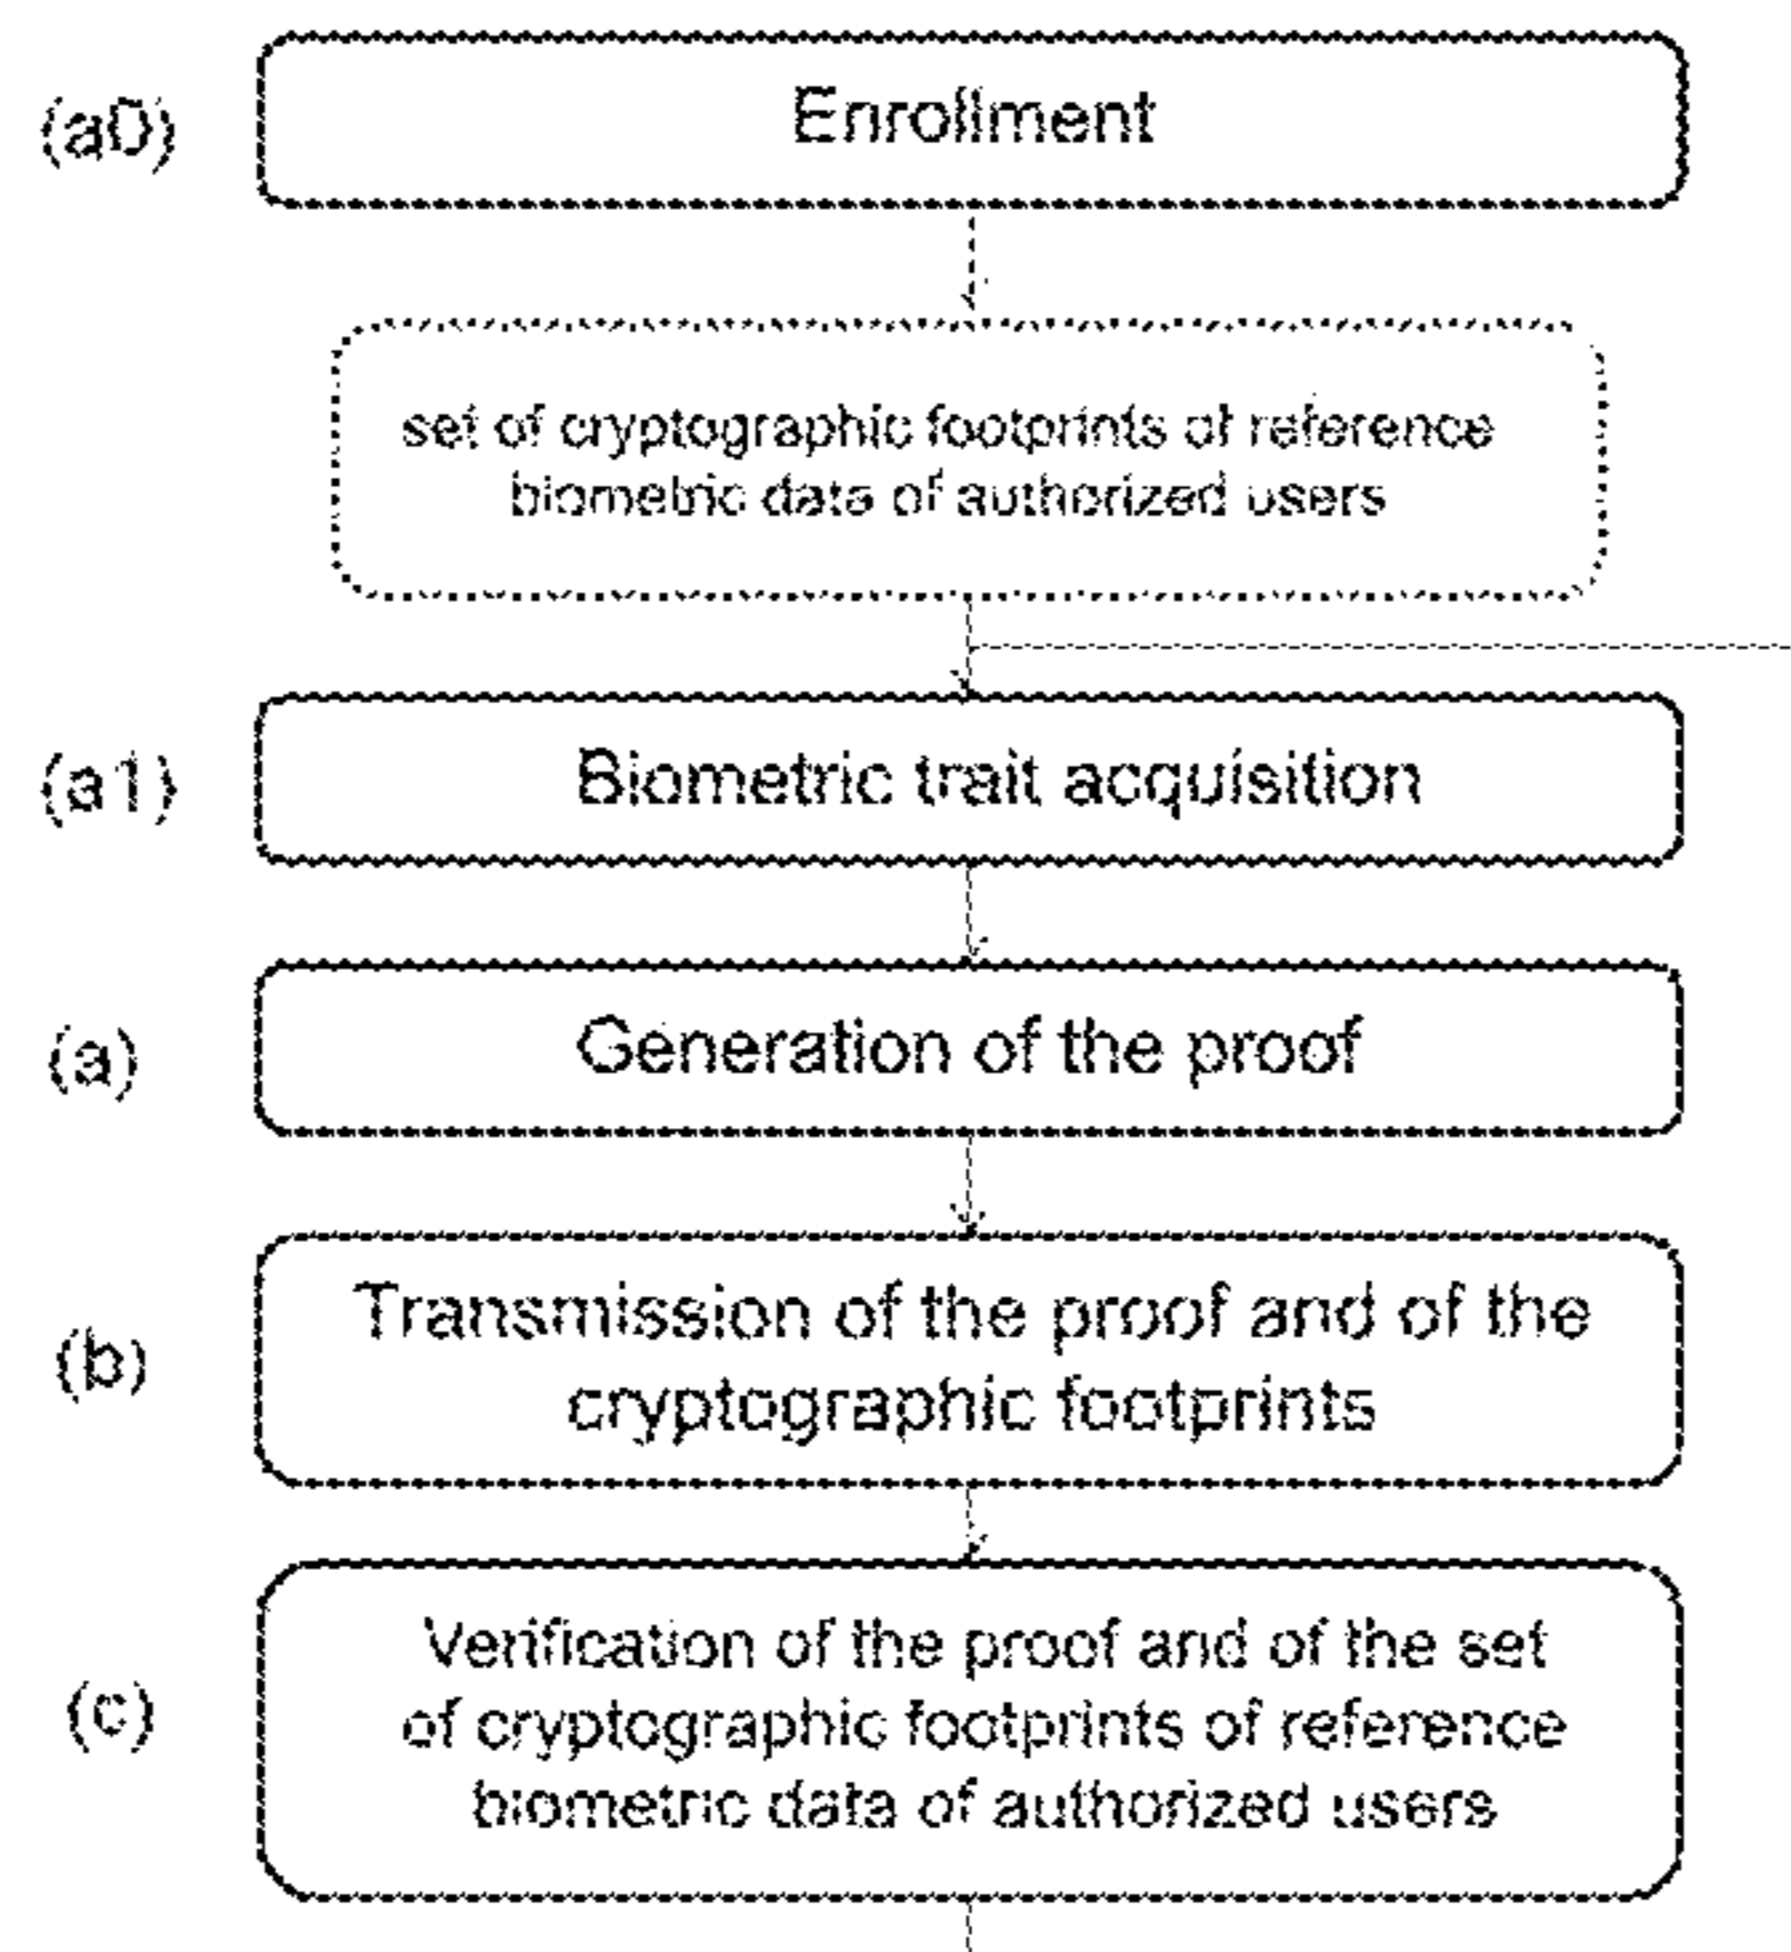 (a0)
Enrollment
set of cryptographic footprints of reference
biometric data of authorized users
(a1)
Biometric trait acquisition
(a)
Generation of the proof
(b)
Transmission of the proof and of the
cryptographic footprints
(c)
Verification of the proof and of the set
of cryptographic footprints of reference
biometric data of authorized users